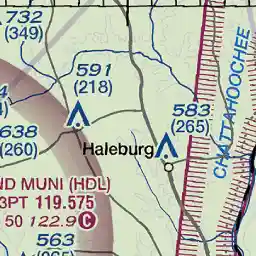 732
(349)
591
(218)
583
(265)
638
(260)
Haleburg
CHATTAHOOCHEE
ND MUNI (HDL)
3PT 119.575
50 122.9 C
563